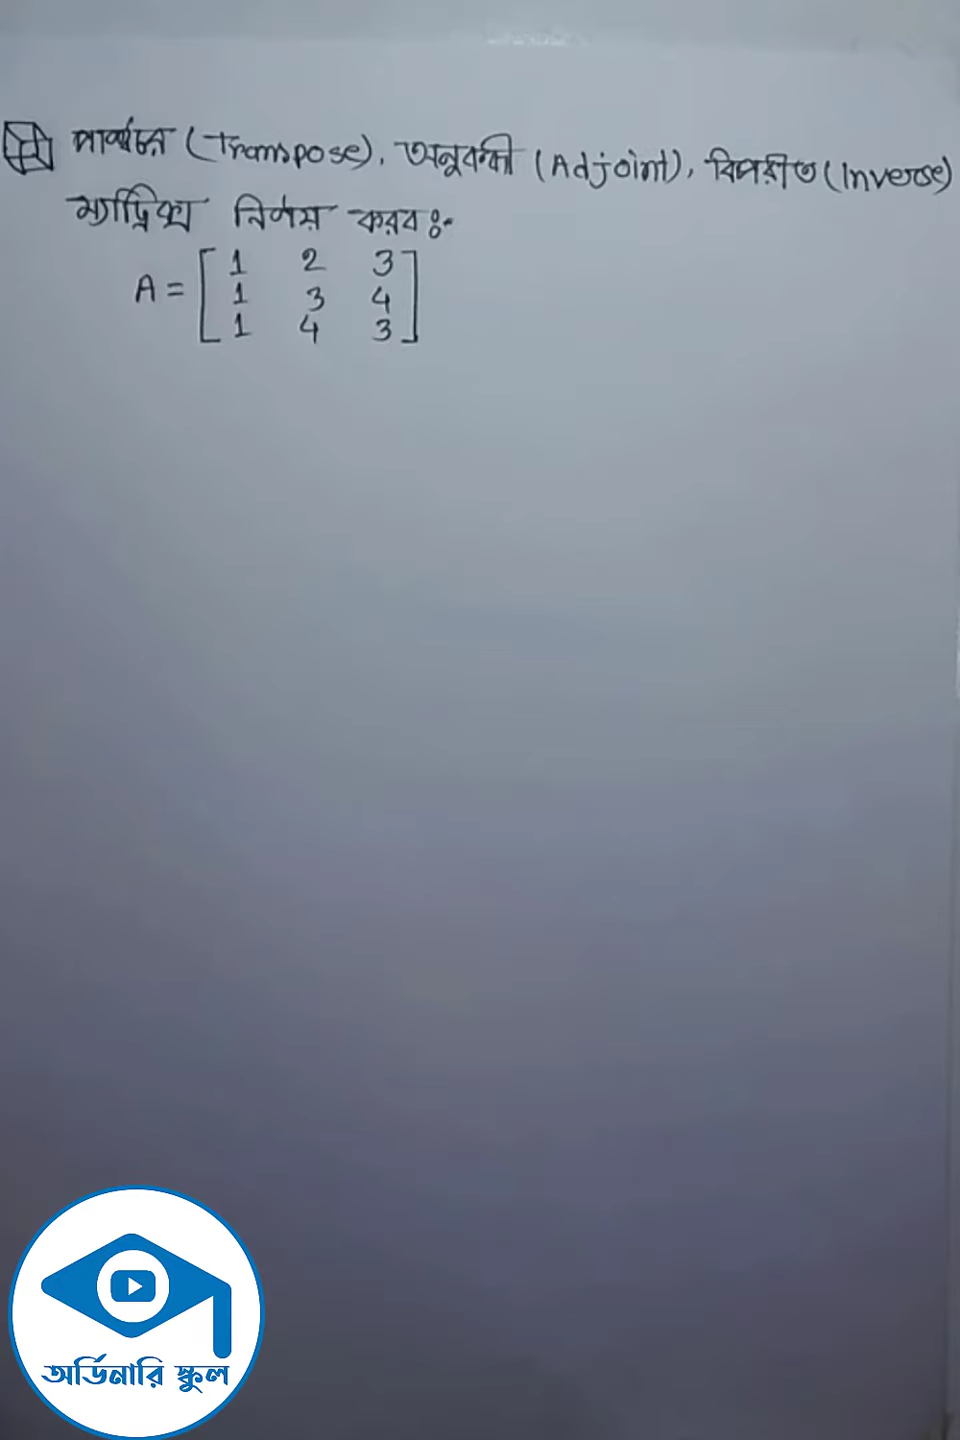 পার্শ্বচর (Transpose), অনুবন্ধী (Adjoint), বিপরীত (Inverse)
ম্যাট্রিক্স নির্ণয় করব ঃ-
A = [ 1 2 3 ]
1 3 4
1 4 3
অর্ডিনারি স্কুল